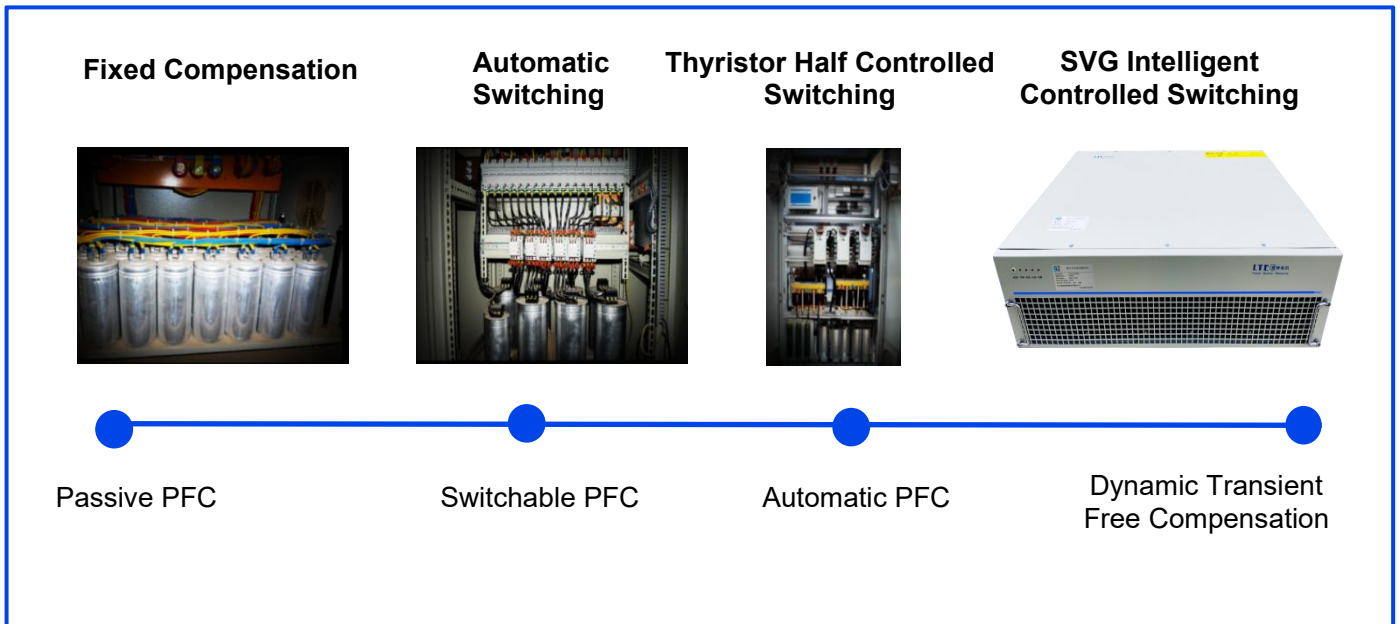 Fixed Compensation
Automatic
Switching
Thyristor Half Controlled
Switching
SVG Intelligent
Controlled Switching
LTE
Passive PFC
Switchable PFC
Automatic PFC
Dynamic Transient
Free Compensation